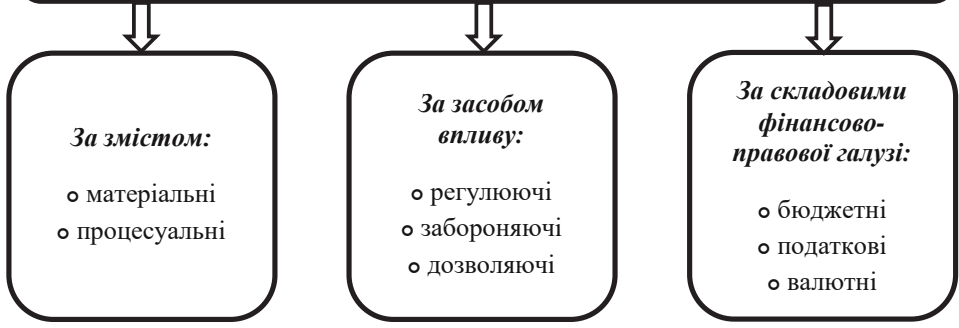 За змістом:
о матеріальні
о процесуальні
За засобом
впливу:
о регулюючі
о забороняючі
о дозволяючі
За складовими
фінансово-
правової галузі:
о бюджетні
о податкові
о валютні